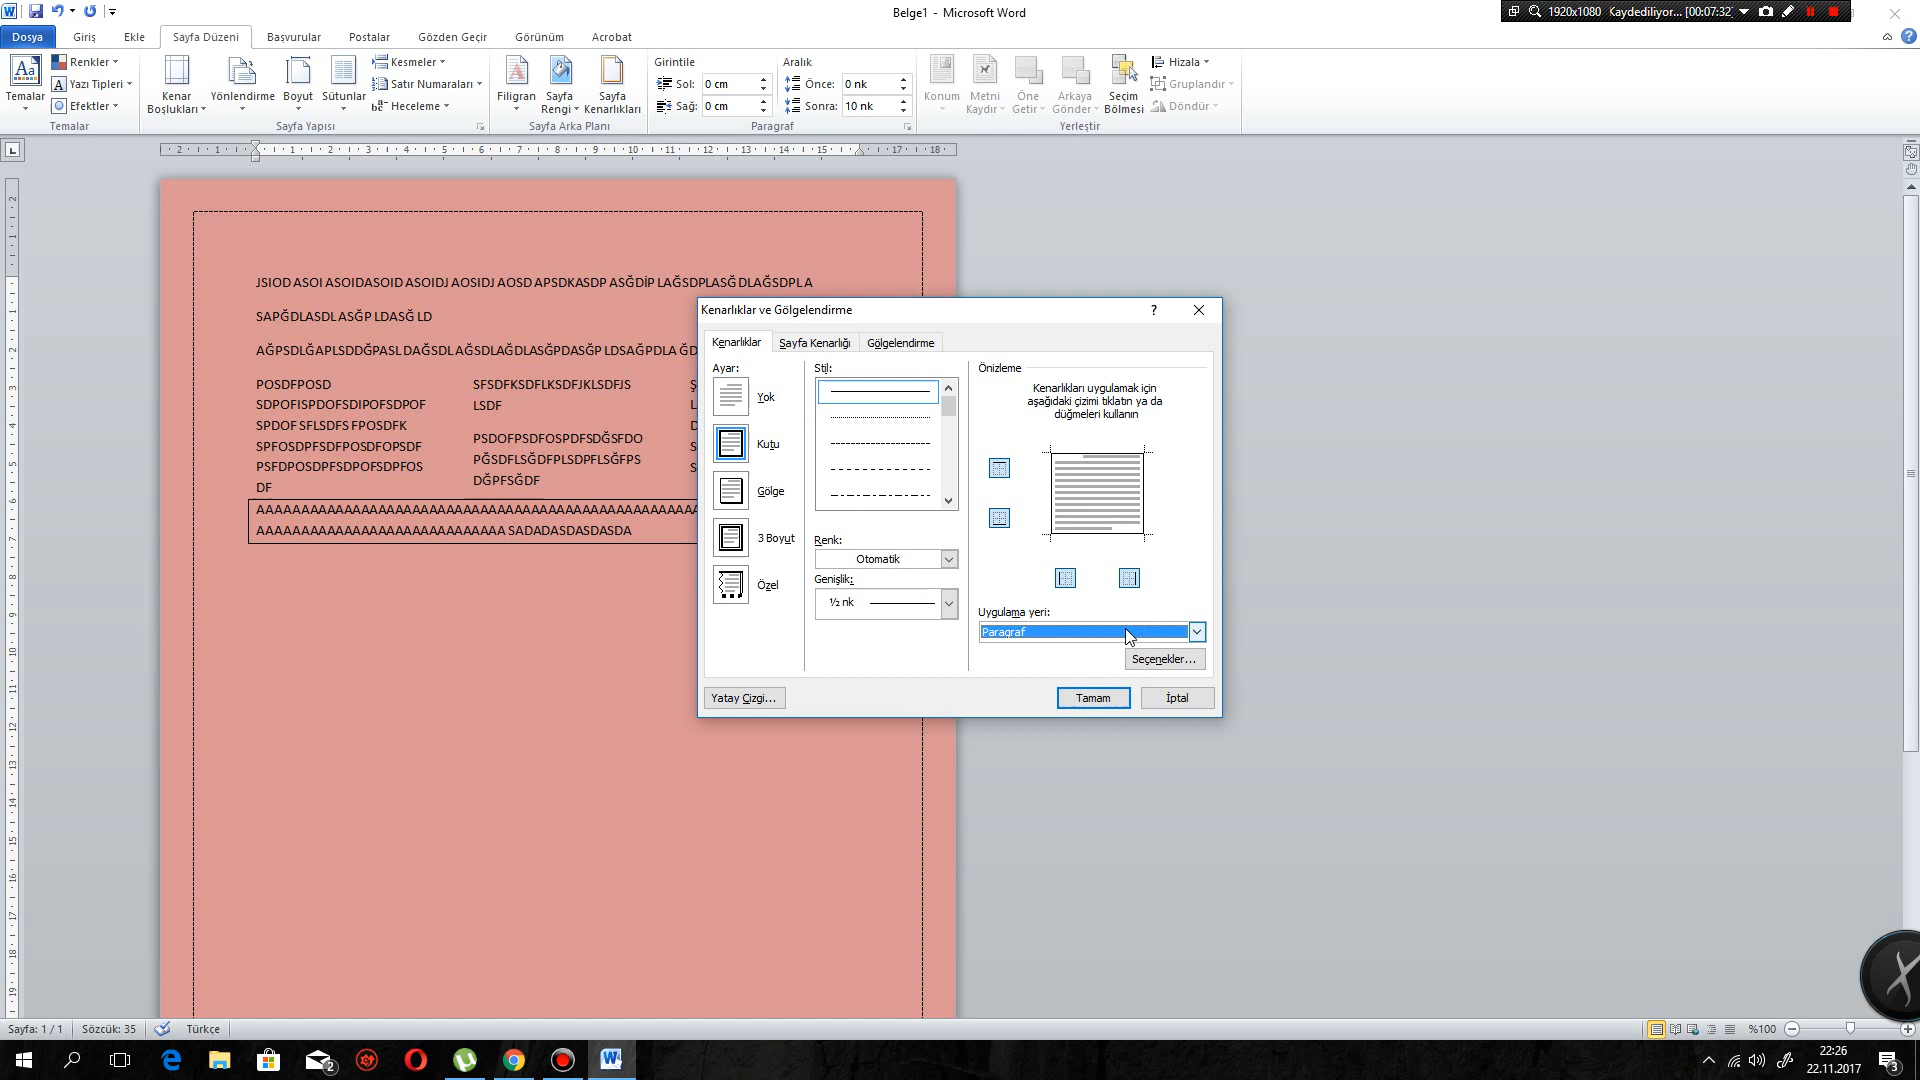 Belge1 - Microsoft Word
1920x1080 Kaydediliyor... [00:07:32]
Dosya Giriş Ekle Sayfa Düzeni Başvurular Postalar Gözden Geçir Görünüm Acrobat
Temalar
Renkler
Yazı Tipleri
Efektler
Temalar
Kenar Boşlukları
Yönlendirme
Boyut
Sütunlar
Kesmeler
Satır Numaraları
Heceleme
Sayfa Yapısı
Filigran
Sayfa Rengi
Sayfa Kenarlıkları
Sayfa Arka Planı
Girintile
Sol: 0 cm
Sağ: 0 cm
Aralık
Önce: 0 nk
Sonra: 10 nk
Paragraf
Konum
Metni Kaydır
Öne Getir
Arkaya Gönder
Seçim Bölmesi
Hizala
Gruplandır
Döndür
Yerleştir
JSIOD ASOI ASOIDASOID ASOIDJ AOSIDJ AOSD APSDKASDP ASĞDİP LAĞSDPLASĞ DLAĞSDPL A
SAPĞDLASDL ASĞP LDASĞ LD
AĞPSDLĞAPLSDDĞPASL DAĞSDL AĞSDLAĞDLASĞPDASĞP LDSAĞPDLA ĞD
POSDFPOSD
SDPOFISPDOFSDIPOFSDPOF
SPDOF SFLSDFS FPOSDFK
SPFOSDPFSDFPOSDFOPSDF
PSFDPOSDPFSDPOFSDPFOS
DF
SFSDFKSDFLKSDFJKLSDFJS
LSDF
PSDOFPSDFOSPDFSDĞSFDO
PĞSDFLSĞDFPLSDPFLSĞFPS
DĞPFSĞDF
AAAAAAAAAAAAAAAAAAAAAAAAAAAAAAAAAAAAAAAAAAAAAAAAAAAA
AAAAAAAAAAAAAAAAAAAAAAAAAAAAA SADADASDASDASDA
Kenarlıklar ve Gölgelendirme
Kenarlıklar Sayfa Kenarlığı Gölgelendirme
Ayar:
Yok
Kutu
Gölge
3 Boyut
Özel
Stil:
Renk:
Otomatik
Genişlik:
½ nk
Önizleme
Kenarlıkları uygulamak için
aşağıdaki çizimi tıklatın ya da
düğmeleri kullanın
Uygulama yeri:
Paragraf
Seçenekler...
Yatay Çizgi...
Tamam
İptal
Sayfa: 1 / 1 Sözcük: 35 Türkçe
%100
22:26
22.11.2017